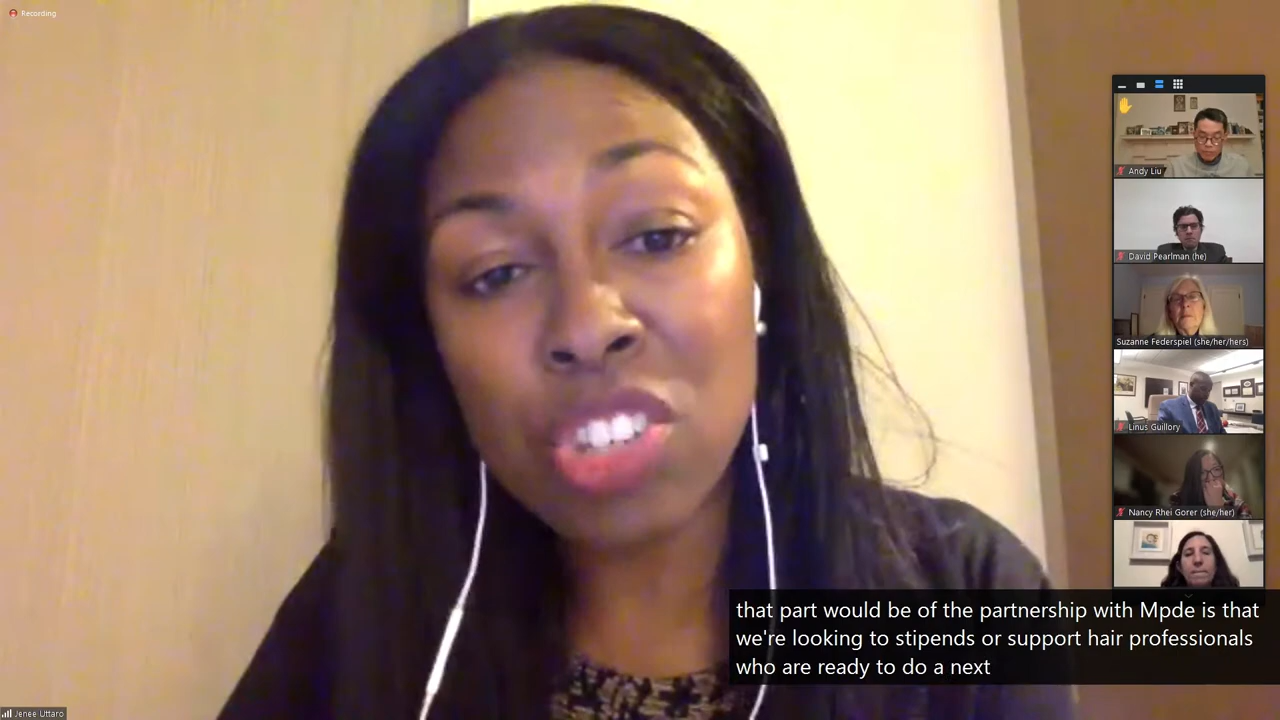 Recording
Andy Liu
David Pearlman (he)
Suzanne Federspiel (she/her/hers)
Linus Guillory
Nancy Rhei Gorer (she/her)
that part would be of the partnership with Mpde is that
we're looking to stipends or support hair professionals
who are ready to do a next
Jenee Uttaro